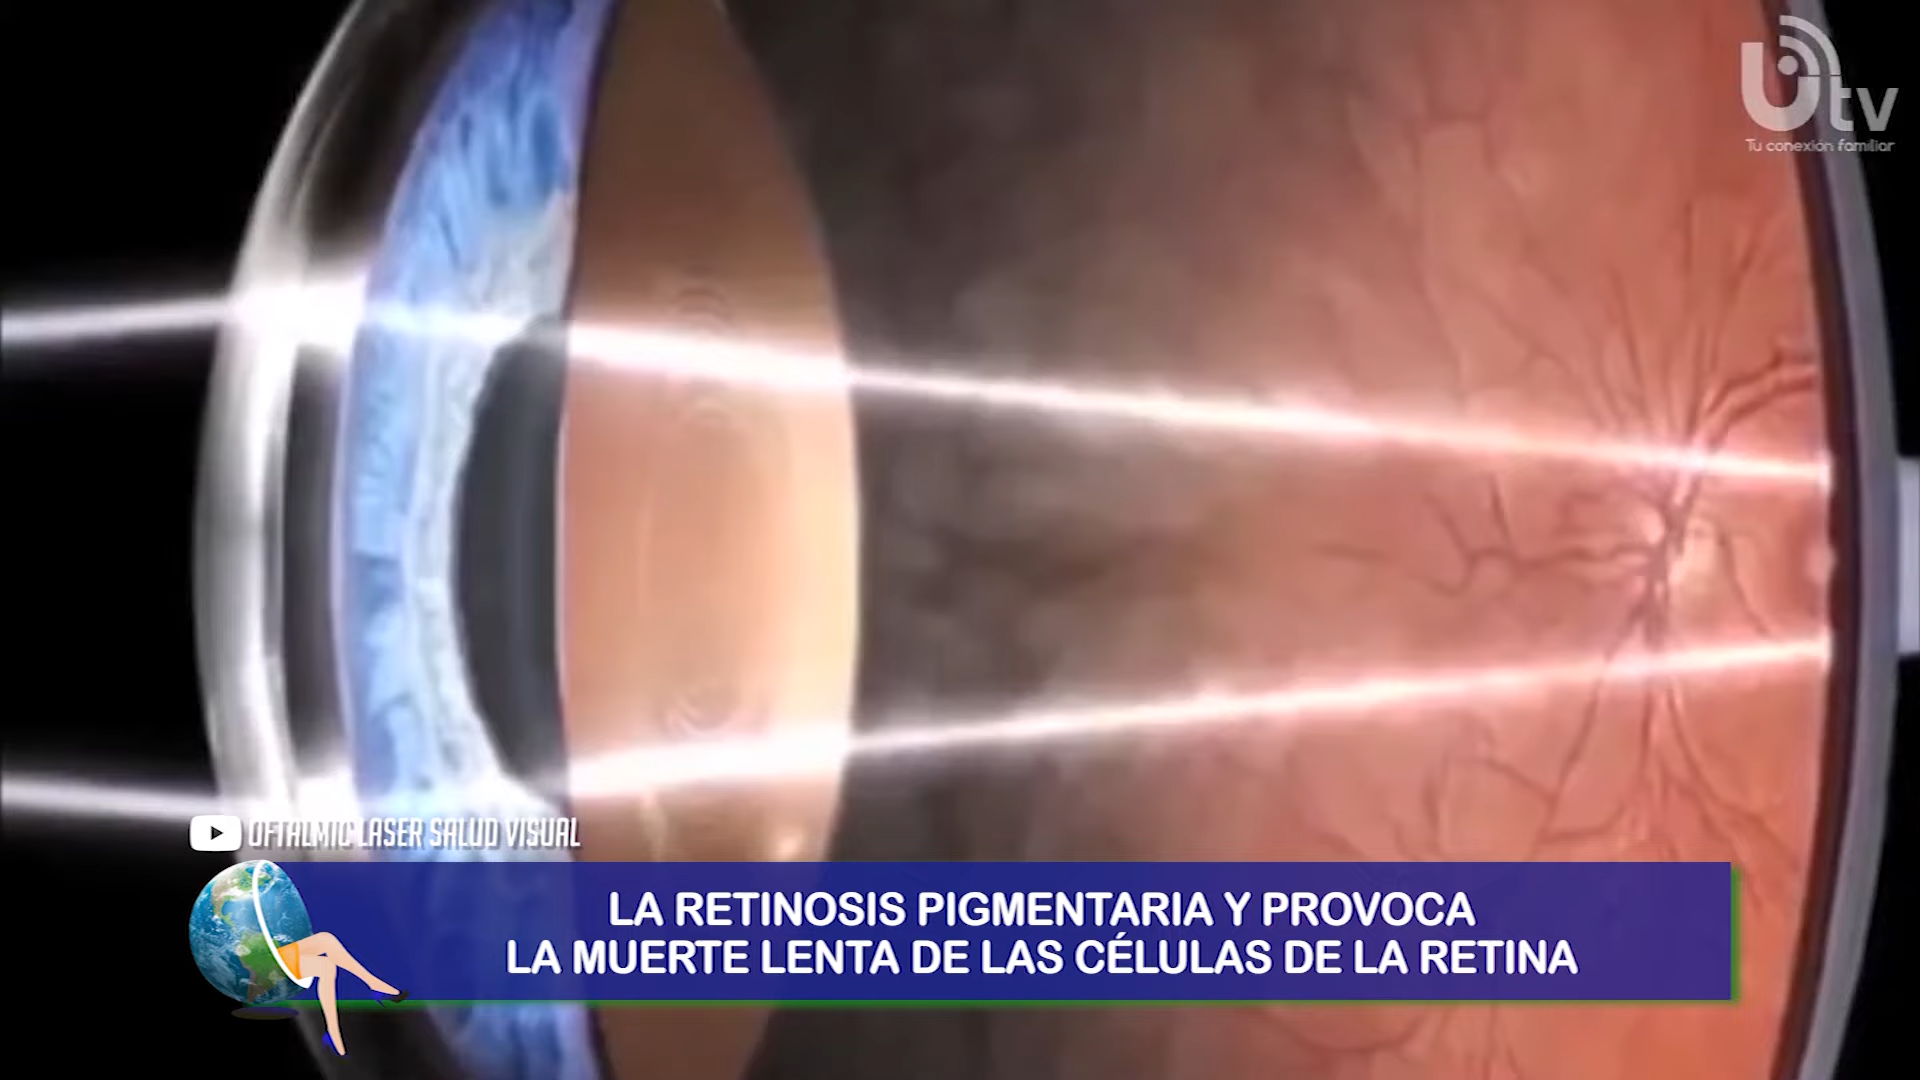 Utv
Tu conexión familiar
OFTALMIC LASER SALUD VISUAL
LA RETINOSIS PIGMENTARIA Y PROVOCA
LA MUERTE LENTA DE LAS CÉLULAS DE LA RETINA